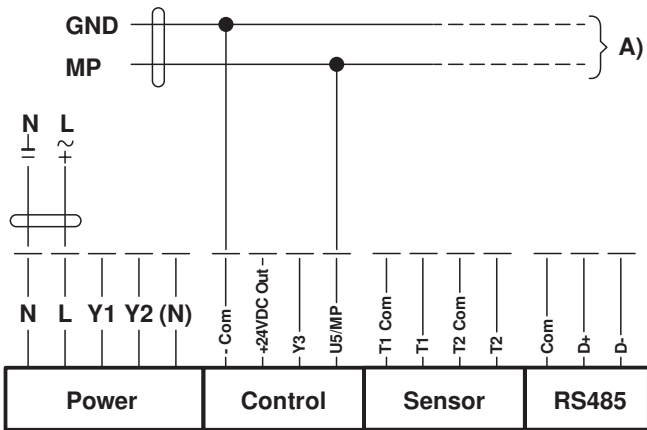 GND
MP
A)
N L
N L Y1 Y2 (N)
- Com
+24VDC Out
Y3
U5/MP
T1 Com
T1
T2 Com
T2
Com
D+
D-
Power Control Sensor RS485